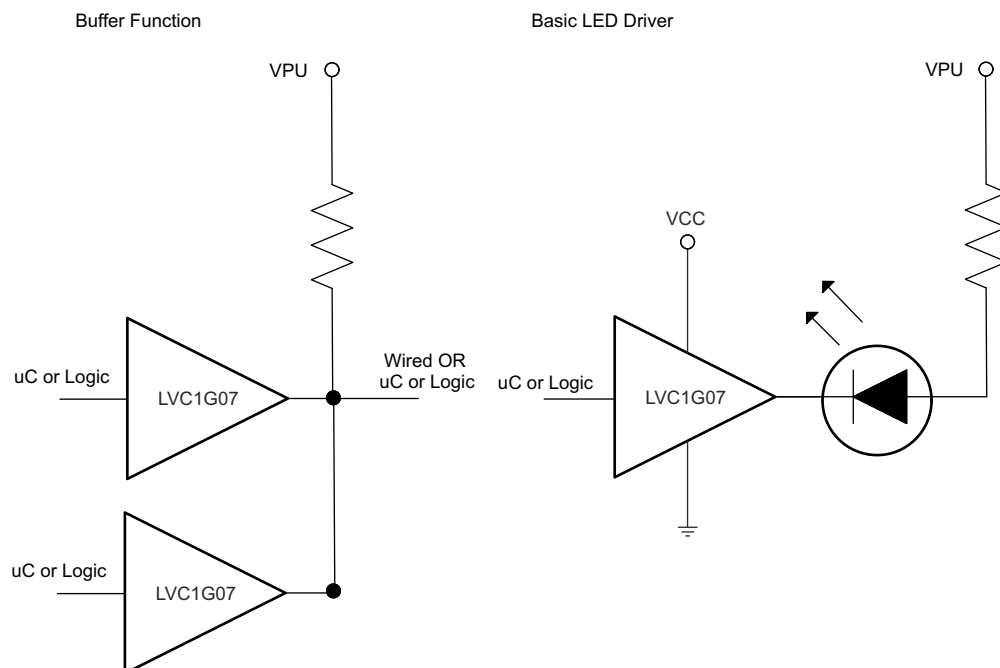 Buffer Function
Basic LED Driver
VPU
VPU
VCC
uC or Logic
LVC1G07
Wired OR
uC or Logic
uC or Logic
LVC1G07
uC or Logic
LVC1G07